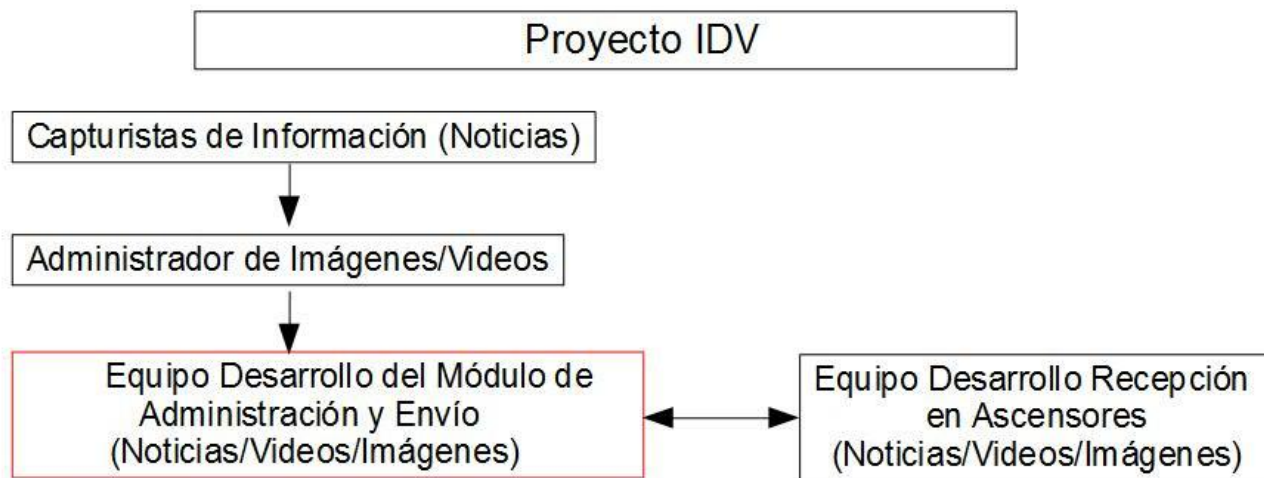 Proyecto IDV
Capturistas de Información (Noticias)
Administrador de Imágenes/Videos
Equipo Desarrollo del Módulo de
Administración y Envío
(Noticias/Videos/Imágenes)
Equipo Desarrollo Recepción
en Ascensores
(Noticias/Videos/Imágenes)